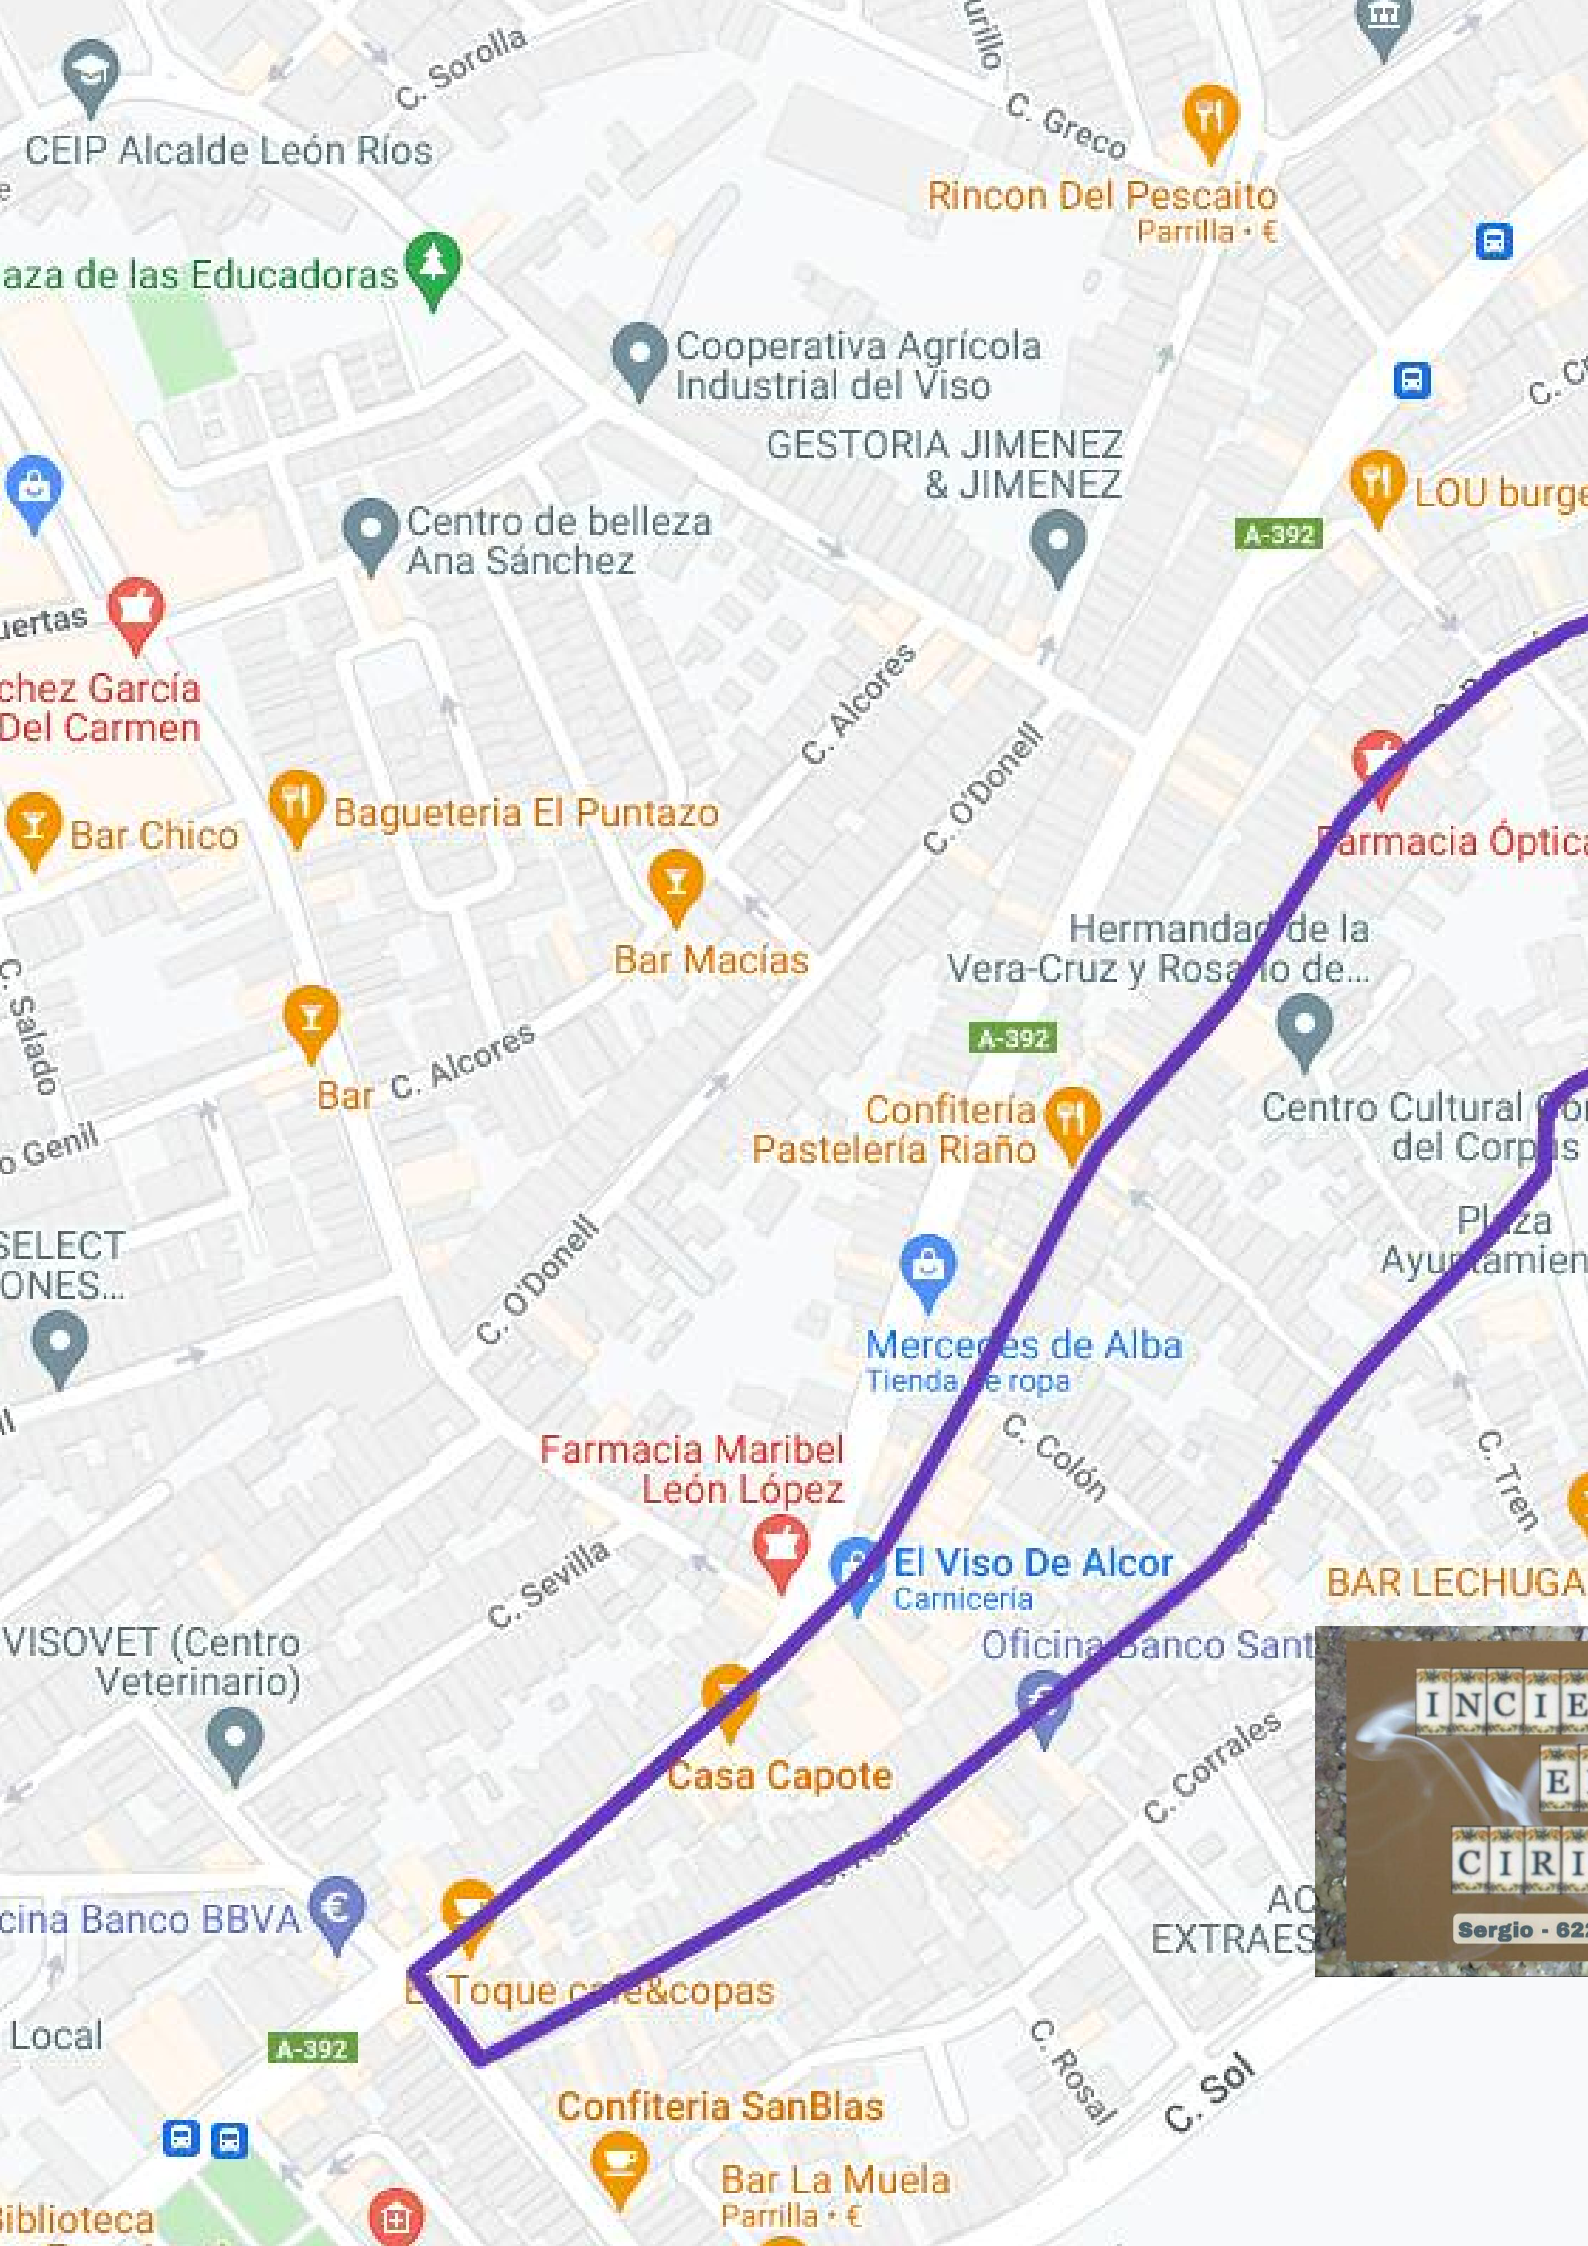 C. Sorolla
C. Greco
CEIP Alcalde León Ríos
Rincon Del Pescaito
Parrilla • €
aza de las Educadoras
Cooperativa Agrícola
Industrial del Viso
GESTORIA JIMENEZ
& JIMENEZ
LOU burge
Centro de belleza
Ana Sánchez
A-392
uertas
chez García
Del Carmen
C. Alcores
C. O'Donell
Bagueteria El Puntazo
Bar Chico
Farmacia Óptica
Bar Macías
Hermandad de la
Vera-Cruz y Rosario de...
C. Salado
A-392
Bar
C. Alcores
Confitería
Pastelería Riaño
Centro Cultural
del Corpus
o Genil
Plaza
Ayuntamien
SELECT
ONES...
C. O'Donell
Mercedes de Alba
Tienda de ropa
C. Colón
C. Tren
Farmacia Maribel
León López
El Viso De Alcor
Carnicería
C. Sevilla
BAR LECHUGA
Oficina Banco Sant
VISOVET (Centro
Veterinario)
INCIE
C. Corrales
Casa Capote
CIRI
AC
EXTRAES
Sergio - 62
cina Banco BBVA
El Toque café&copas
Local
A-392
C. Rosal
C. Sol
Confiteria SanBlas
Bar La Muela
Parrilla • €
Biblioteca